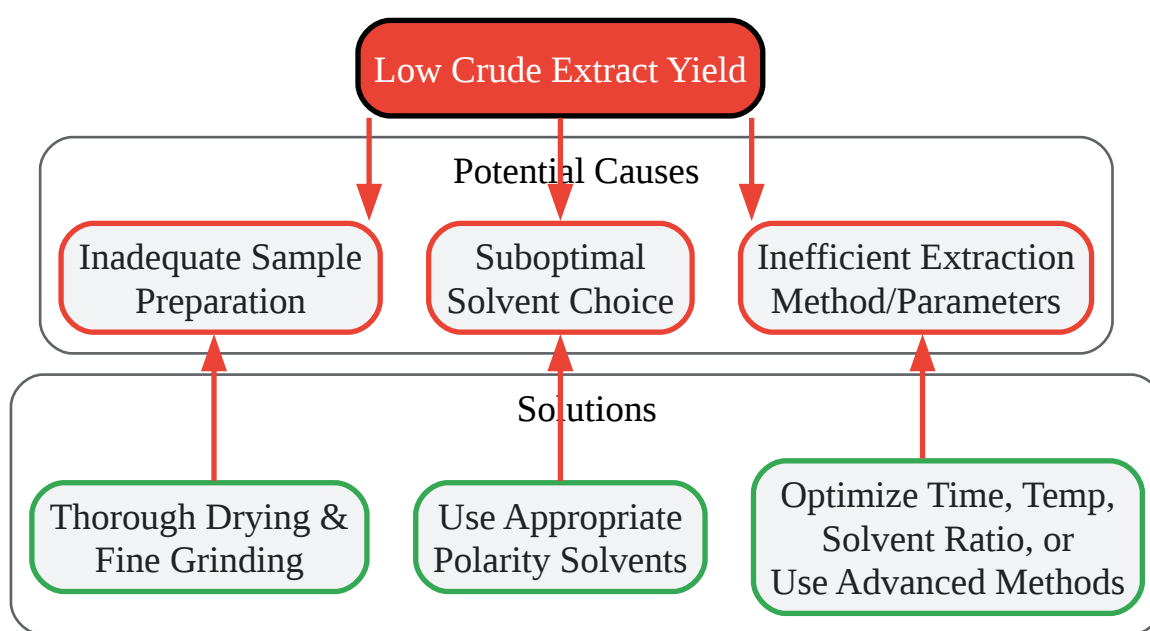 Low Crude Extract Yield
Potential Causes
Inadequate Sample
Preparation
Suboptimal
Solvent Choice
Inefficient Extraction
Method/Parameters
Solutions
Thorough Drying &
Fine Grinding
Use Appropriate
Polarity Solvents
Optimize Time, Temp,
Solvent Ratio, or
Use Advanced Methods